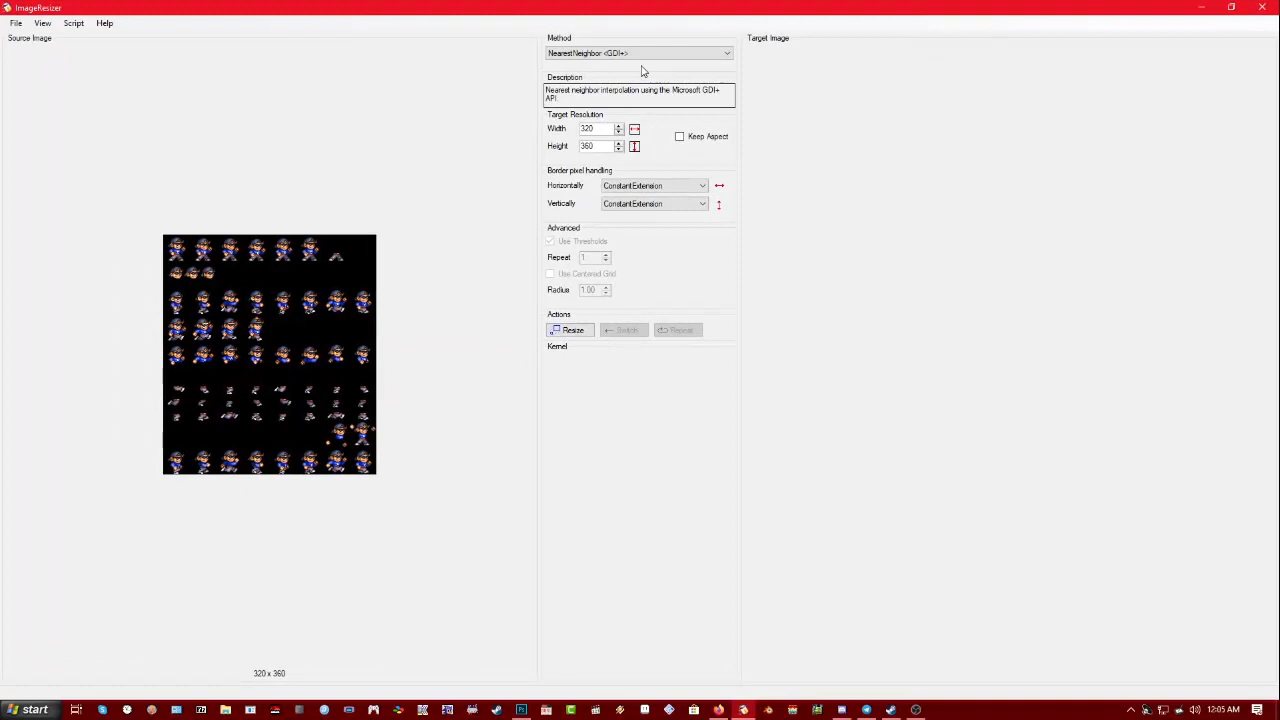 ImageResizer
File View Script Help
Source Image
Method
Target Image
NearestNeighbor <GDI+>
Description
Nearest neighbor interpolation using the Microsoft GDI+
API.
Target Resolution
Width 320
Keep Aspect
Height 360
Border pixel handling
Horizontally ConstantExtension
Vertically ConstantExtension
Advanced
Use Thresholds
Repeat 1
Use Centered Grid
Radius 1.00
Actions
Resize Switch Repeat
Kernel
320 x 360
start
12:05 AM